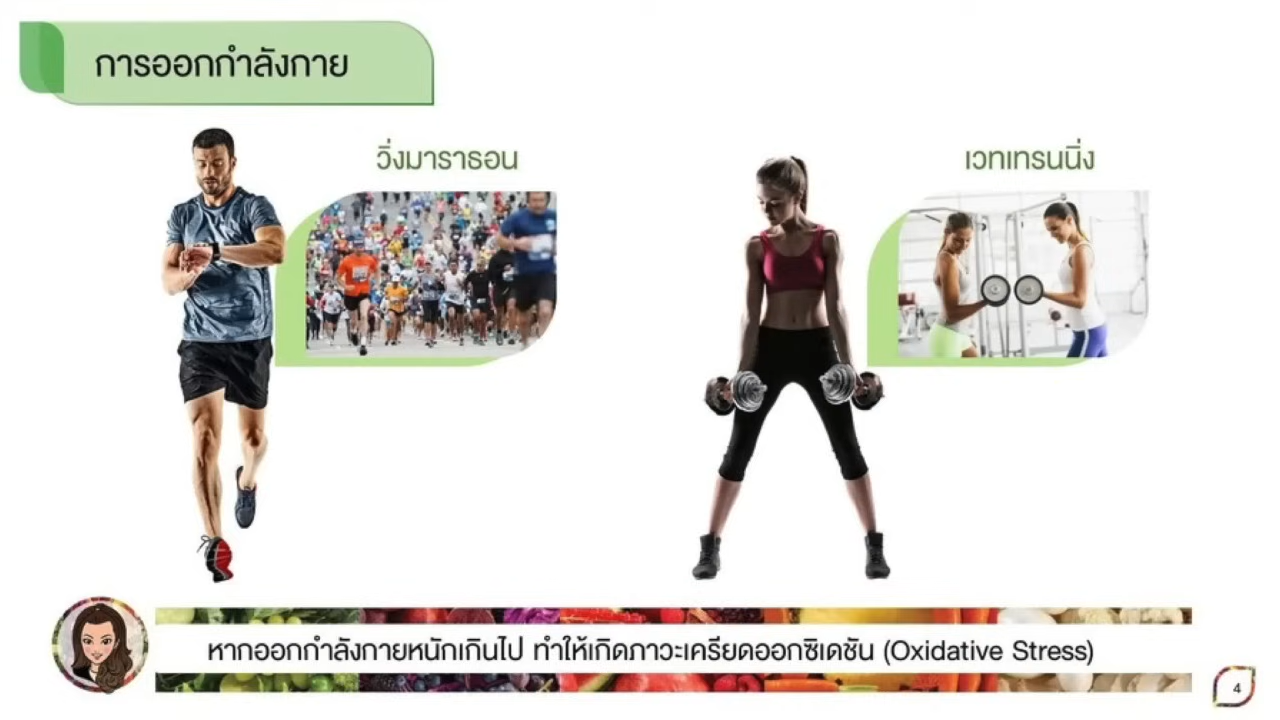 การออกกำลังกาย
วิ่งมาราธอน
เวทเทรนนิ่ง
หากออกกำลังกายหนักเกินไป ทำให้เกิดภาวะเครียดออกซิเดชัน (Oxidative Stress)
4